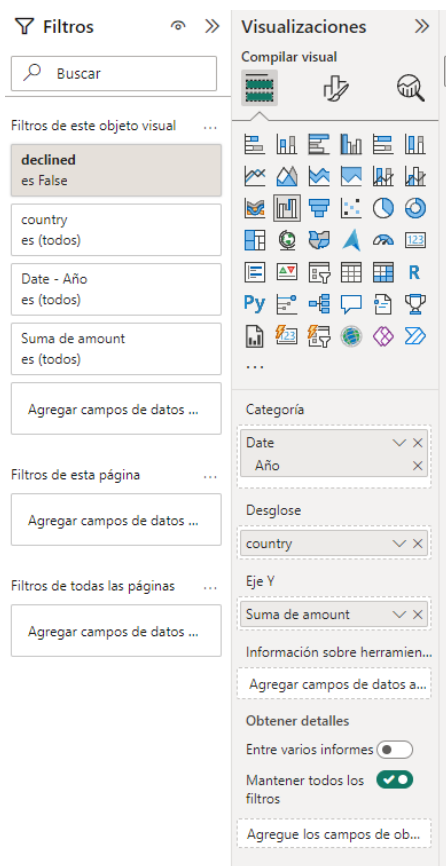 Filtros
Buscar
Filtros de este objeto visual
declined
es False
country
es (todos)
Date - Año
es (todos)
Suma de amount
es (todos)
Agregar campos de datos ...
Filtros de esta página
Agregar campos de datos ...
Filtros de todas las páginas
Agregar campos de datos ...
Visualizaciones
Compilar visual
123
R
Py
123
...
Categoría
Date
Año
Desglose
country
Eje Y
Suma de amount
Información sobre herramien...
Agregar campos de datos a...
Obtener detalles
Entre varios informes
Mantener todos los
filtros
Agregue los campos de ob...